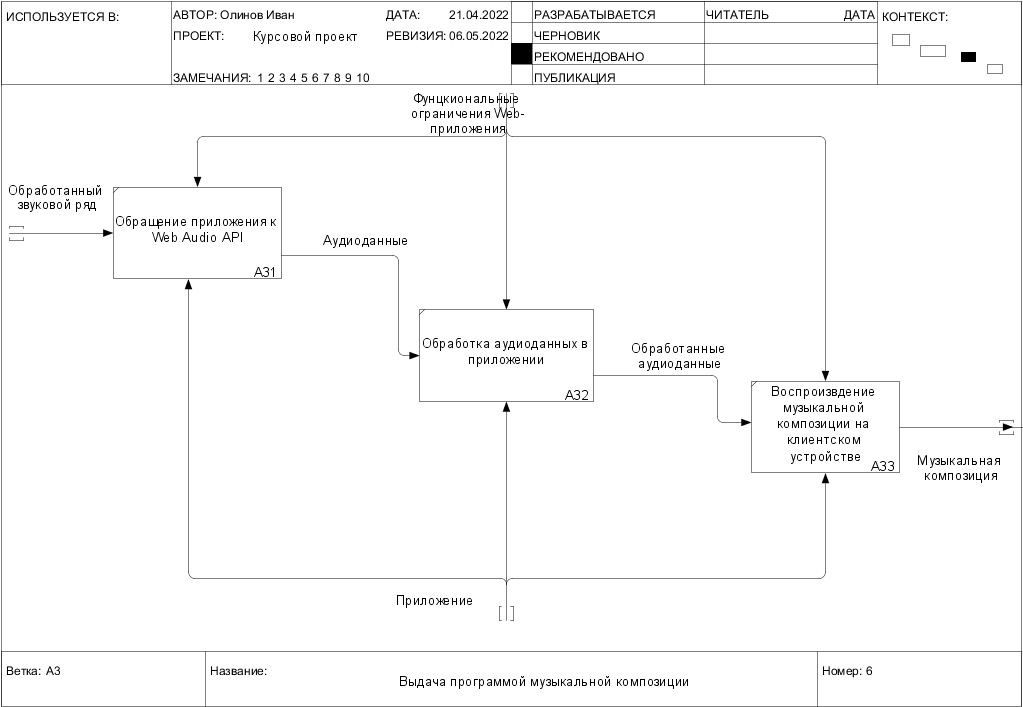 ИСПОЛЬЗУЕТСЯ В:
АВТОР: Олинов Иван
ДАТА: 21.04.2022
ПРОЕКТ: Курсовой проект
РЕВИЗИЯ: 06.05.2022
ЗАМЕЧАНИЯ: 1 2 3 4 5 6 7 8 9 10
РАЗРАБАТЫВАЕТСЯ
ЧЕРНОВИК
РЕКОМЕНДОВАНО
ПУБЛИКАЦИЯ
ЧИТАТЕЛЬ ДАТА
КОНТЕКСТ:
Фунцкиональные
ограничения Web-
приложения
Обработанный
звуковой ряд
Обращение приложения к
Web Audio API
A31
Аудиоданные
Обработка аудиоданных в
приложении
A32
Обработанные
аудиоданные
Воспроизвдение
музыкальной
композиции на
клиентском
устройстве
A33
Музыкальная
композиция
Приложение
Ветка: A3
Название:
Выдача программой музыкальной композиции
Номер: 6